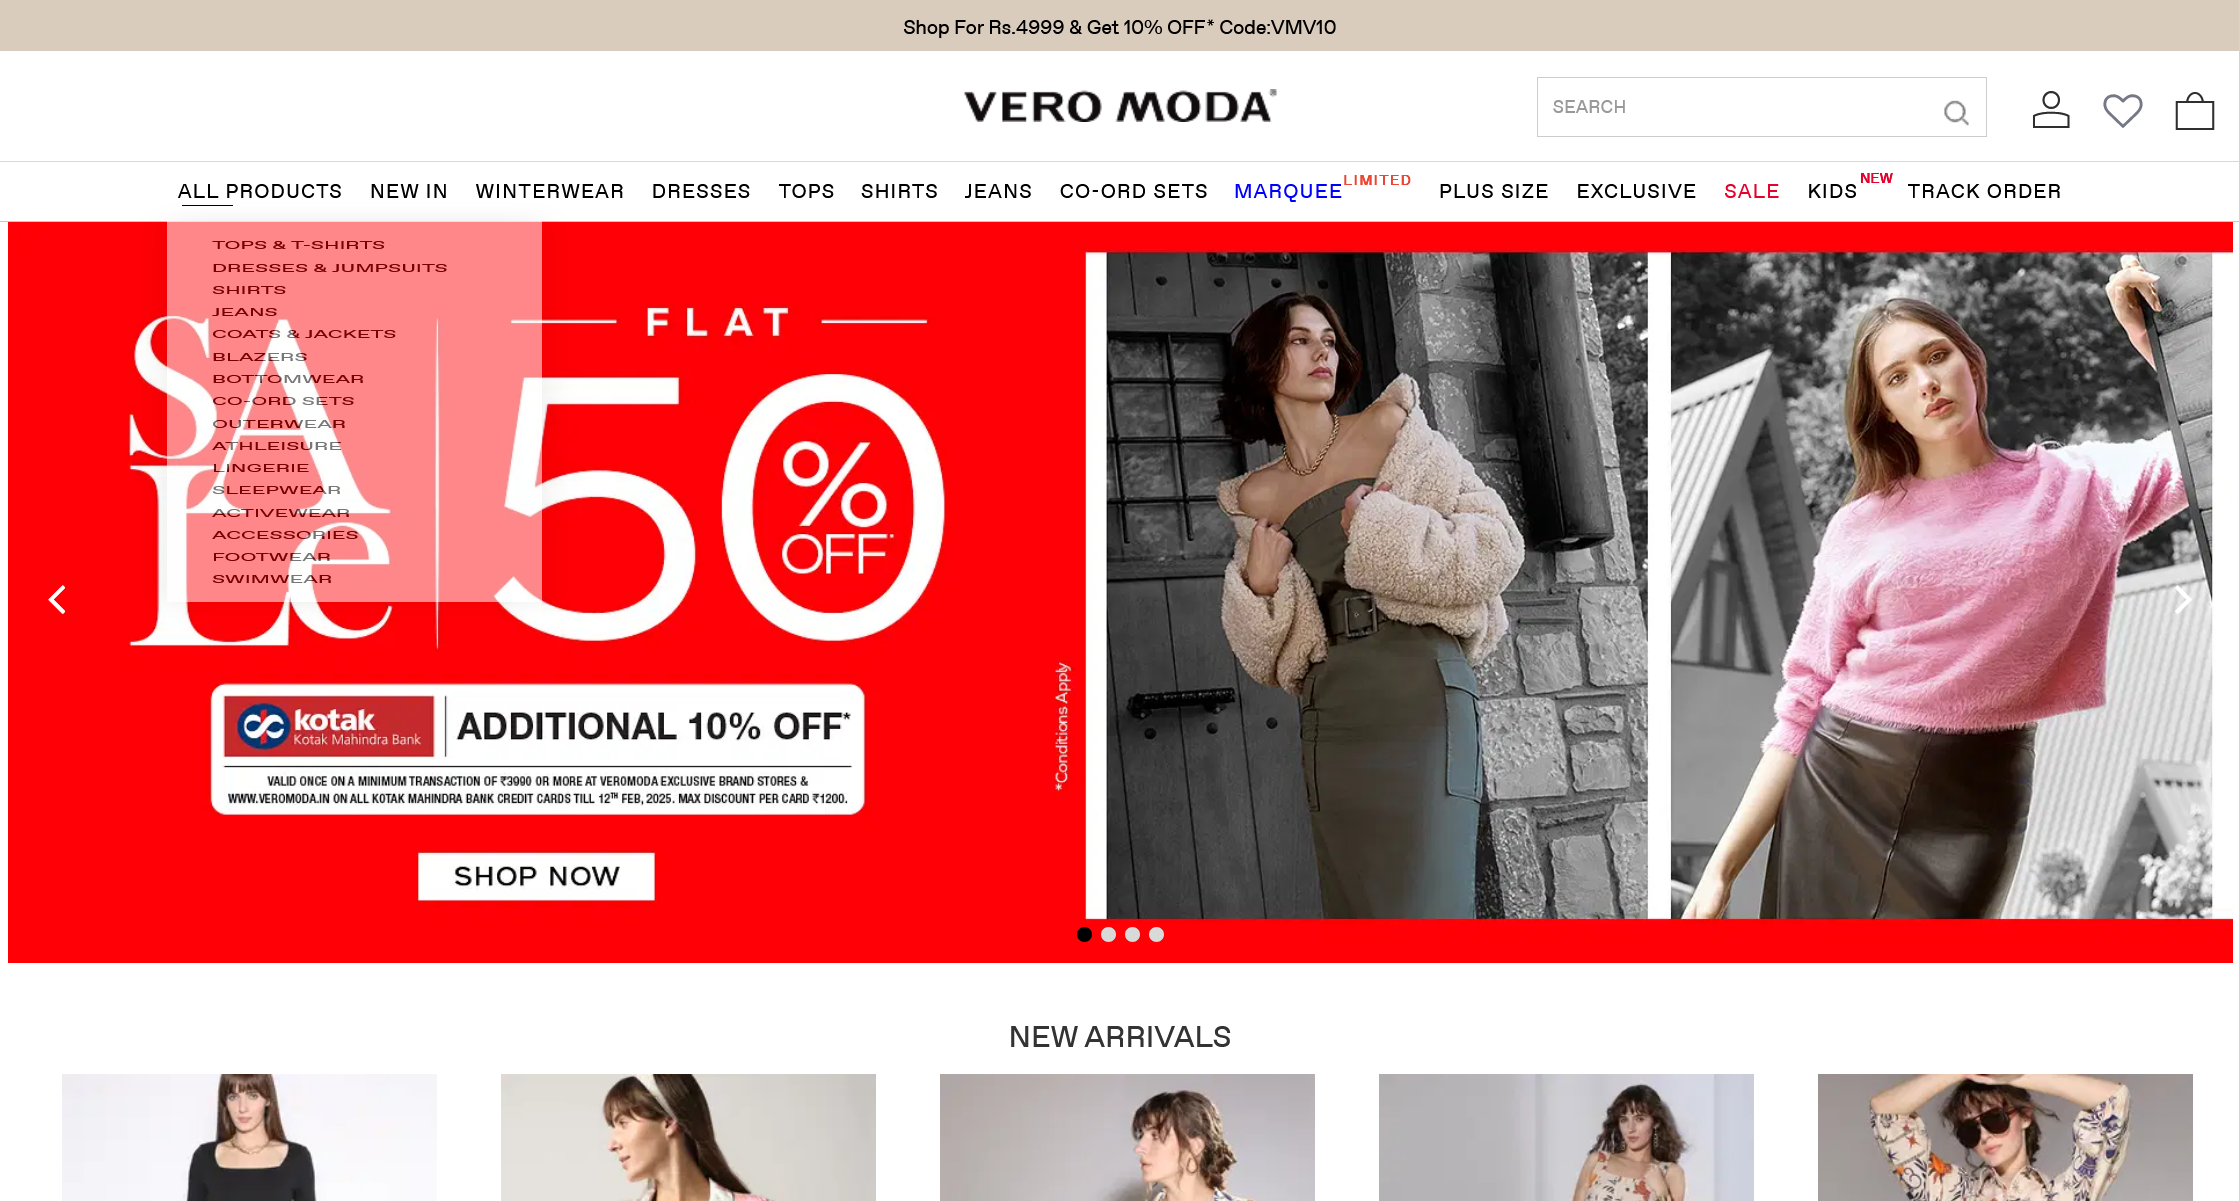 Shop For Rs.4999 & Get 10% OFF* Code:VMV10
VERO MODA®
SEARCH
ALL PRODUCTS NEW IN WINTERWEAR DRESSES TOPS SHIRTS JEANS CO-ORD SETS MARQUEE LIMITED PLUS SIZE EXCLUSIVE SALE KIDS NEW TRACK ORDER
TOPS & T-SHIRTS
DRESSES & JUMPSUITS
SHIRTS
JEANS
COATS & JACKETS
BLAZERS
BOTTOMWEAR
CO-ORD SETS
OUTERWEAR
ATHLEISURE
LINGERIE
SLEEPWEAR
ACTIVEWEAR
ACCESSORIES
FOOTWEAR
SWIMWEAR
SALe
FLAT
50% OFF*
kotak
Kotak Mahindra Bank
ADDITIONAL 10% OFF*
VALID ONCE ON A MINIMUM TRANSACTION OF ₹3990 OR MORE AT VEROMODA EXCLUSIVE BRAND STORES &
WWW.VEROMODA.IN ON ALL KOTAK MAHINDRA BANK CREDIT CARDS TILL 12TH FEB, 2025. MAX DISCOUNT PER CARD ₹1200.
*Conditions Apply
SHOP NOW
NEW ARRIVALS